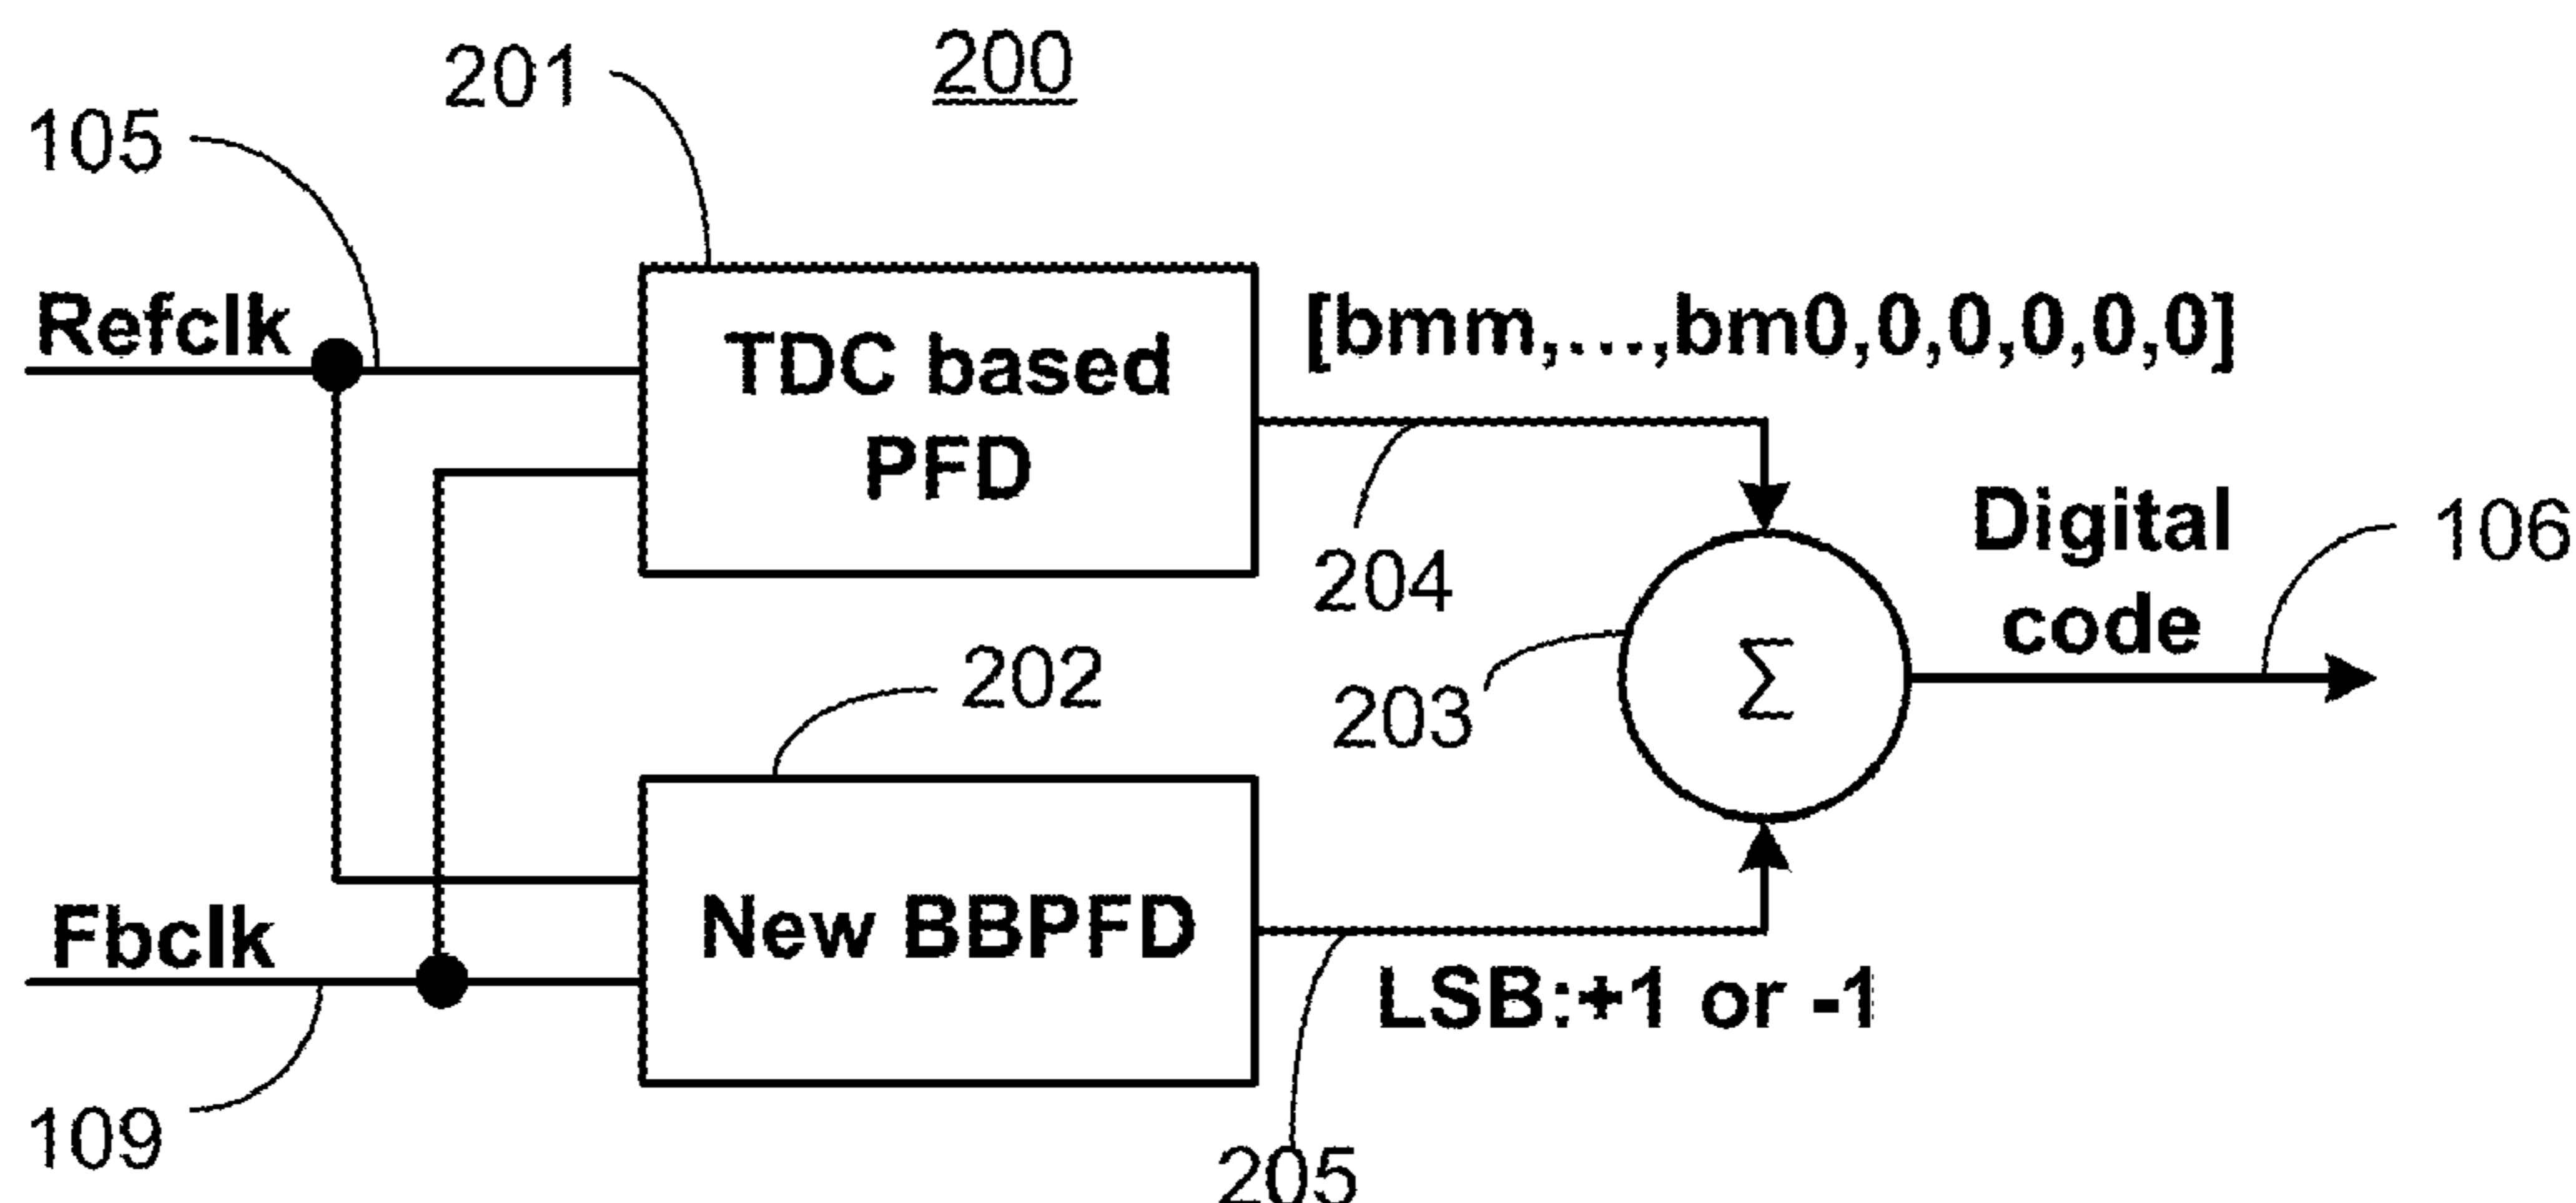 200
201
105
Refclk
TDC based
PFD
[bmm,...,bm0,0,0,0,0,0]
204
Digital
code
106
203
Σ
202
Fbclk
New BBPFD
LSB:+1 or -1
109
205